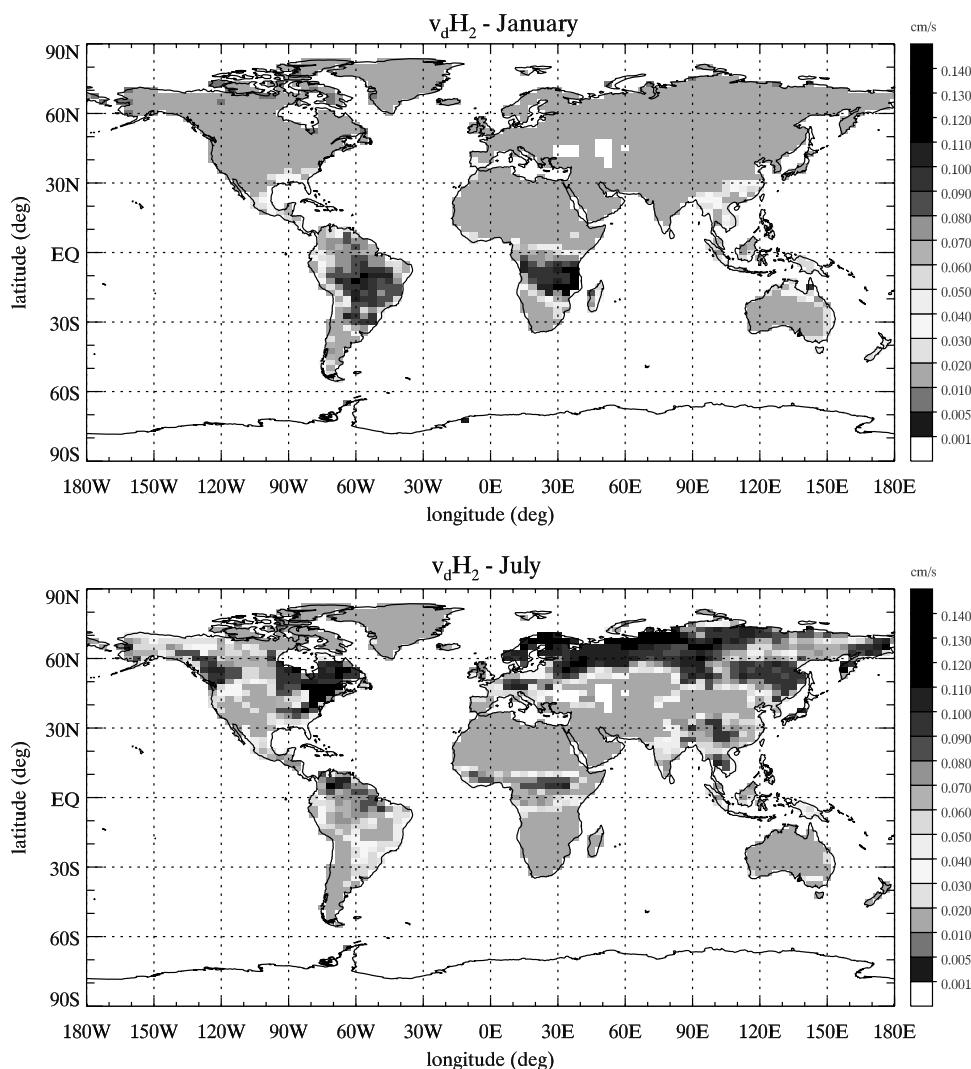 v_dH_2 - January
cm/s
90N
60N
30N
EQ
30S
60S
90S
latitude (deg)
180W 150W 120W 90W 60W 30W 0E 30E 60E 90E 120E 150E 180E
longitude (deg)
0.140
0.130
0.120
0.110
0.100
0.090
0.080
0.070
0.060
0.050
0.040
0.030
0.020
0.010
0.005
0.001
v_dH_2 - July
cm/s
90N
60N
30N
EQ
30S
60S
90S
latitude (deg)
180W 150W 120W 90W 60W 30W 0E 30E 60E 90E 120E 150E 180E
longitude (deg)
0.140
0.130
0.120
0.110
0.100
0.090
0.080
0.070
0.060
0.050
0.040
0.030
0.020
0.010
0.005
0.001